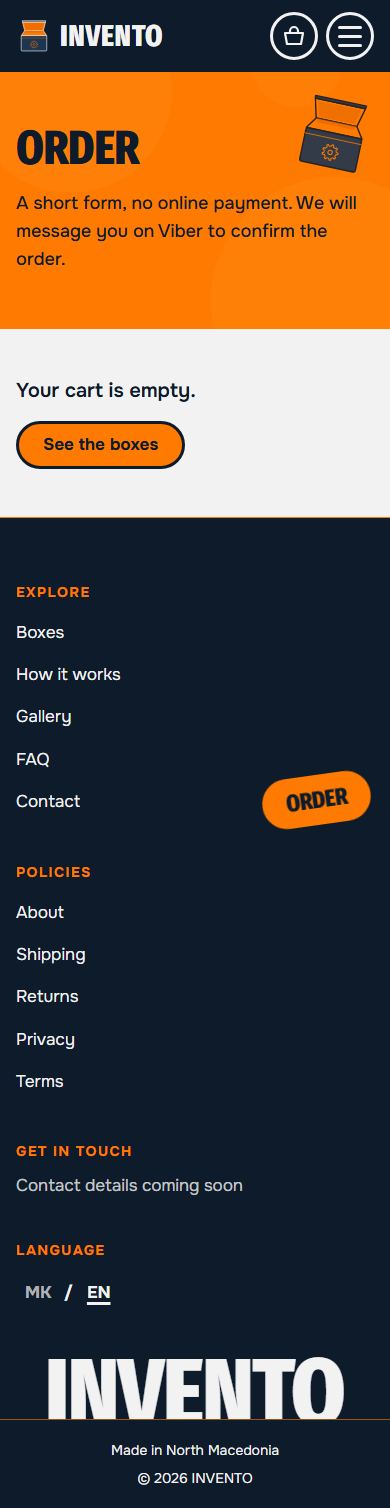 INVENTO
ORDER
A short form, no online payment. We will
message you on Viber to confirm the
order.
Your cart is empty.
See the boxes
EXPLORE
Boxes
How it works
Gallery
FAQ
Contact
ORDER
POLICIES
About
Shipping
Returns
Privacy
Terms
GET IN TOUCH
Contact details coming soon
LANGUAGE
MK / EN
INVENTO
Made in North Macedonia
© 2026 INVENTO